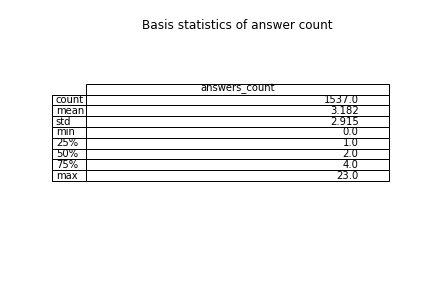 Basis statistics of answer count
answers_count
count 1537.0
mean 3.182
std 2.915
min 0.0
25% 1.0
50% 2.0
75% 4.0
max 23.0